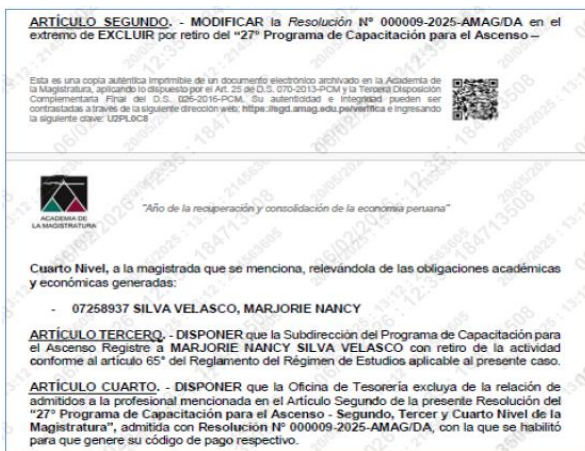 ARTÍCULO SEGUNDO. - MODIFICAR la Resolución Nº 000009-2025-AMAG/DA en el
extremo de EXCLUIR por retiro del “27° Programa de Capacitación para el Ascenso –
Esta es una copia auténtica imprimible de un documento electrónico archivado en la Academia de
la Magistratura, aplicando lo dispuesto por el Art. 25 de D.S. 070-2013-PCM y la Tercera Disposición
Complementaria Final del D.S. 026-2016-PCM. Su autenticidad e integridad pueden ser
contrastadas a través de la siguiente dirección web: https://sgd.amag.edu.pe/verifica e ingresando
la siguiente clave: U2PL0C8
ACADEMIA DE
LA MAGISTRATURA
“Año de la recuperación y consolidación de la economía peruana”
Cuarto Nivel, a la magistrada que se menciona, relevándola de las obligaciones académicas
y económicas generadas:
- 07258937 SILVA VELASCO, MARJORIE NANCY
ARTÍCULO TERCERO. - DISPONER que la Subdirección del Programa de Capacitación para
el Ascenso Registre a MARJORIE NANCY SILVA VELASCO con retiro de la actividad
conforme al artículo 65° del Reglamento del Régimen de Estudios aplicable al presente caso.
ARTÍCULO CUARTO. - DISPONER que la Oficina de Tesorería excluya de la relación de
admitidos a la profesional mencionada en el Artículo Segundo de la presente Resolución del
“27° Programa de Capacitación para el Ascenso - Segundo, Tercer y Cuarto Nivel de la
Magistratura”, admitida con Resolución Nº 000009-2025-AMAG/DA, con la que se habilitó
para que genere su código de pago respectivo.